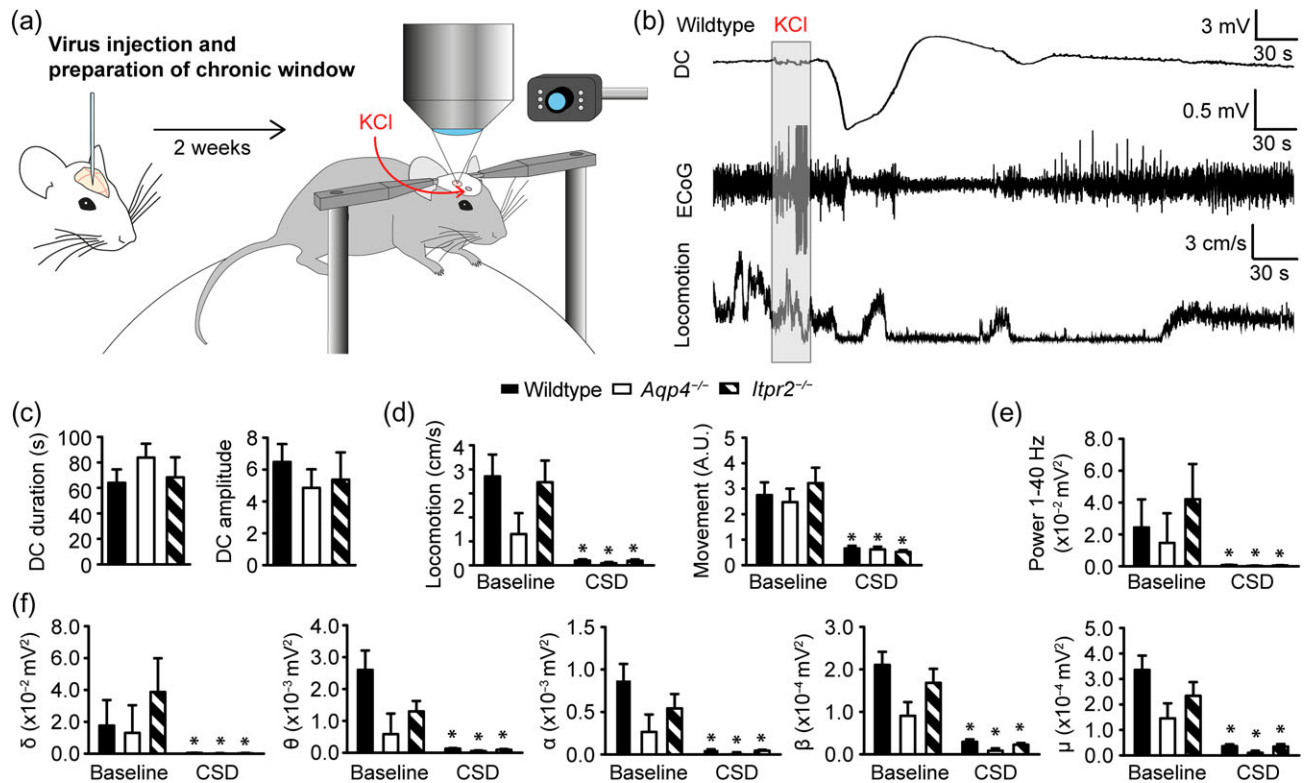 (a)
Virus injection and
preparation of chronic window
2 weeks
KCl
(b)
Wildtype KCl
3 mV
30 s
DC
0.5 mV
30 s
ECoG
3 cm/s
30 s
Locomotion
Wildtype Aqp4⁻/⁻ Itpr2⁻/⁻
(c)
DC duration (s)
100
80
60
40
20
0
DC amplitude
8
6
4
2
0
(d)
Locomotion (cm/s)
4
3
2
1
0
* * *
Baseline CSD
Movement (A.U.)
5
4
3
2
1
0
* * *
Baseline CSD
(e)
Power 1-40 Hz
(x10⁻² mV²)
8.0
6.0
4.0
2.0
0.0
* * *
Baseline CSD
(f)
δ (x10⁻² mV²)
8.0
6.0
4.0
2.0
0.0
* * *
Baseline CSD
θ (x10⁻³ mV²)
4.0
3.0
2.0
1.0
0.0
* * *
Baseline CSD
α (x10⁻³ mV²)
1.5
1.0
0.5
0.0
* * *
Baseline CSD
β (x10⁻⁴ mV²)
3.0
2.0
1.0
0
* * *
Baseline CSD
μ (x10⁻⁴ mV²)
5.0
4.0
3.0
2.0
1.0
0.0
* * *
Baseline CSD